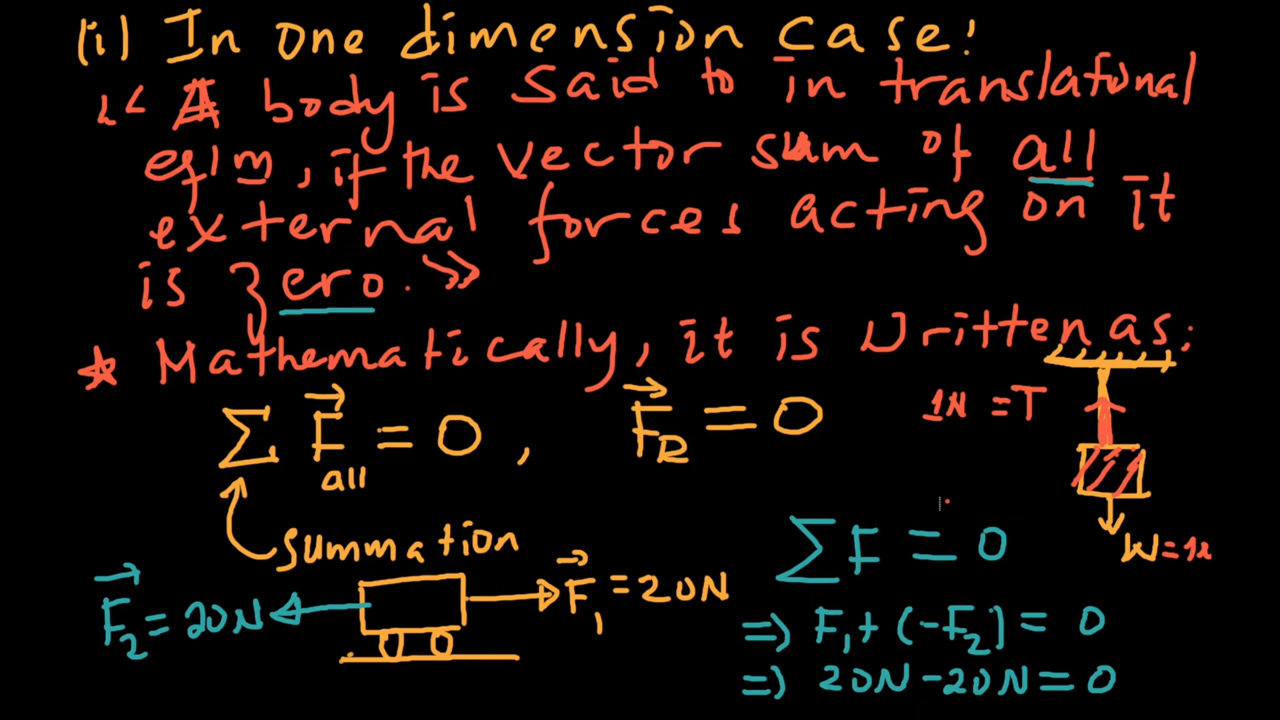 (i) In one dimension case!
<< A body is said to in translational
eqlm, if the vector sum of all
external forces acting on it
is zero. >>
* Mathematically, it is written as:
1N = T
∑ F⃗ all = 0 , F⃗R = 0
summation
∑ F = 0
W = 1N
F⃗2 = 20N
F⃗1 = 20N
=> F1 + (-F2) = 0
=> 20N - 20N = 0